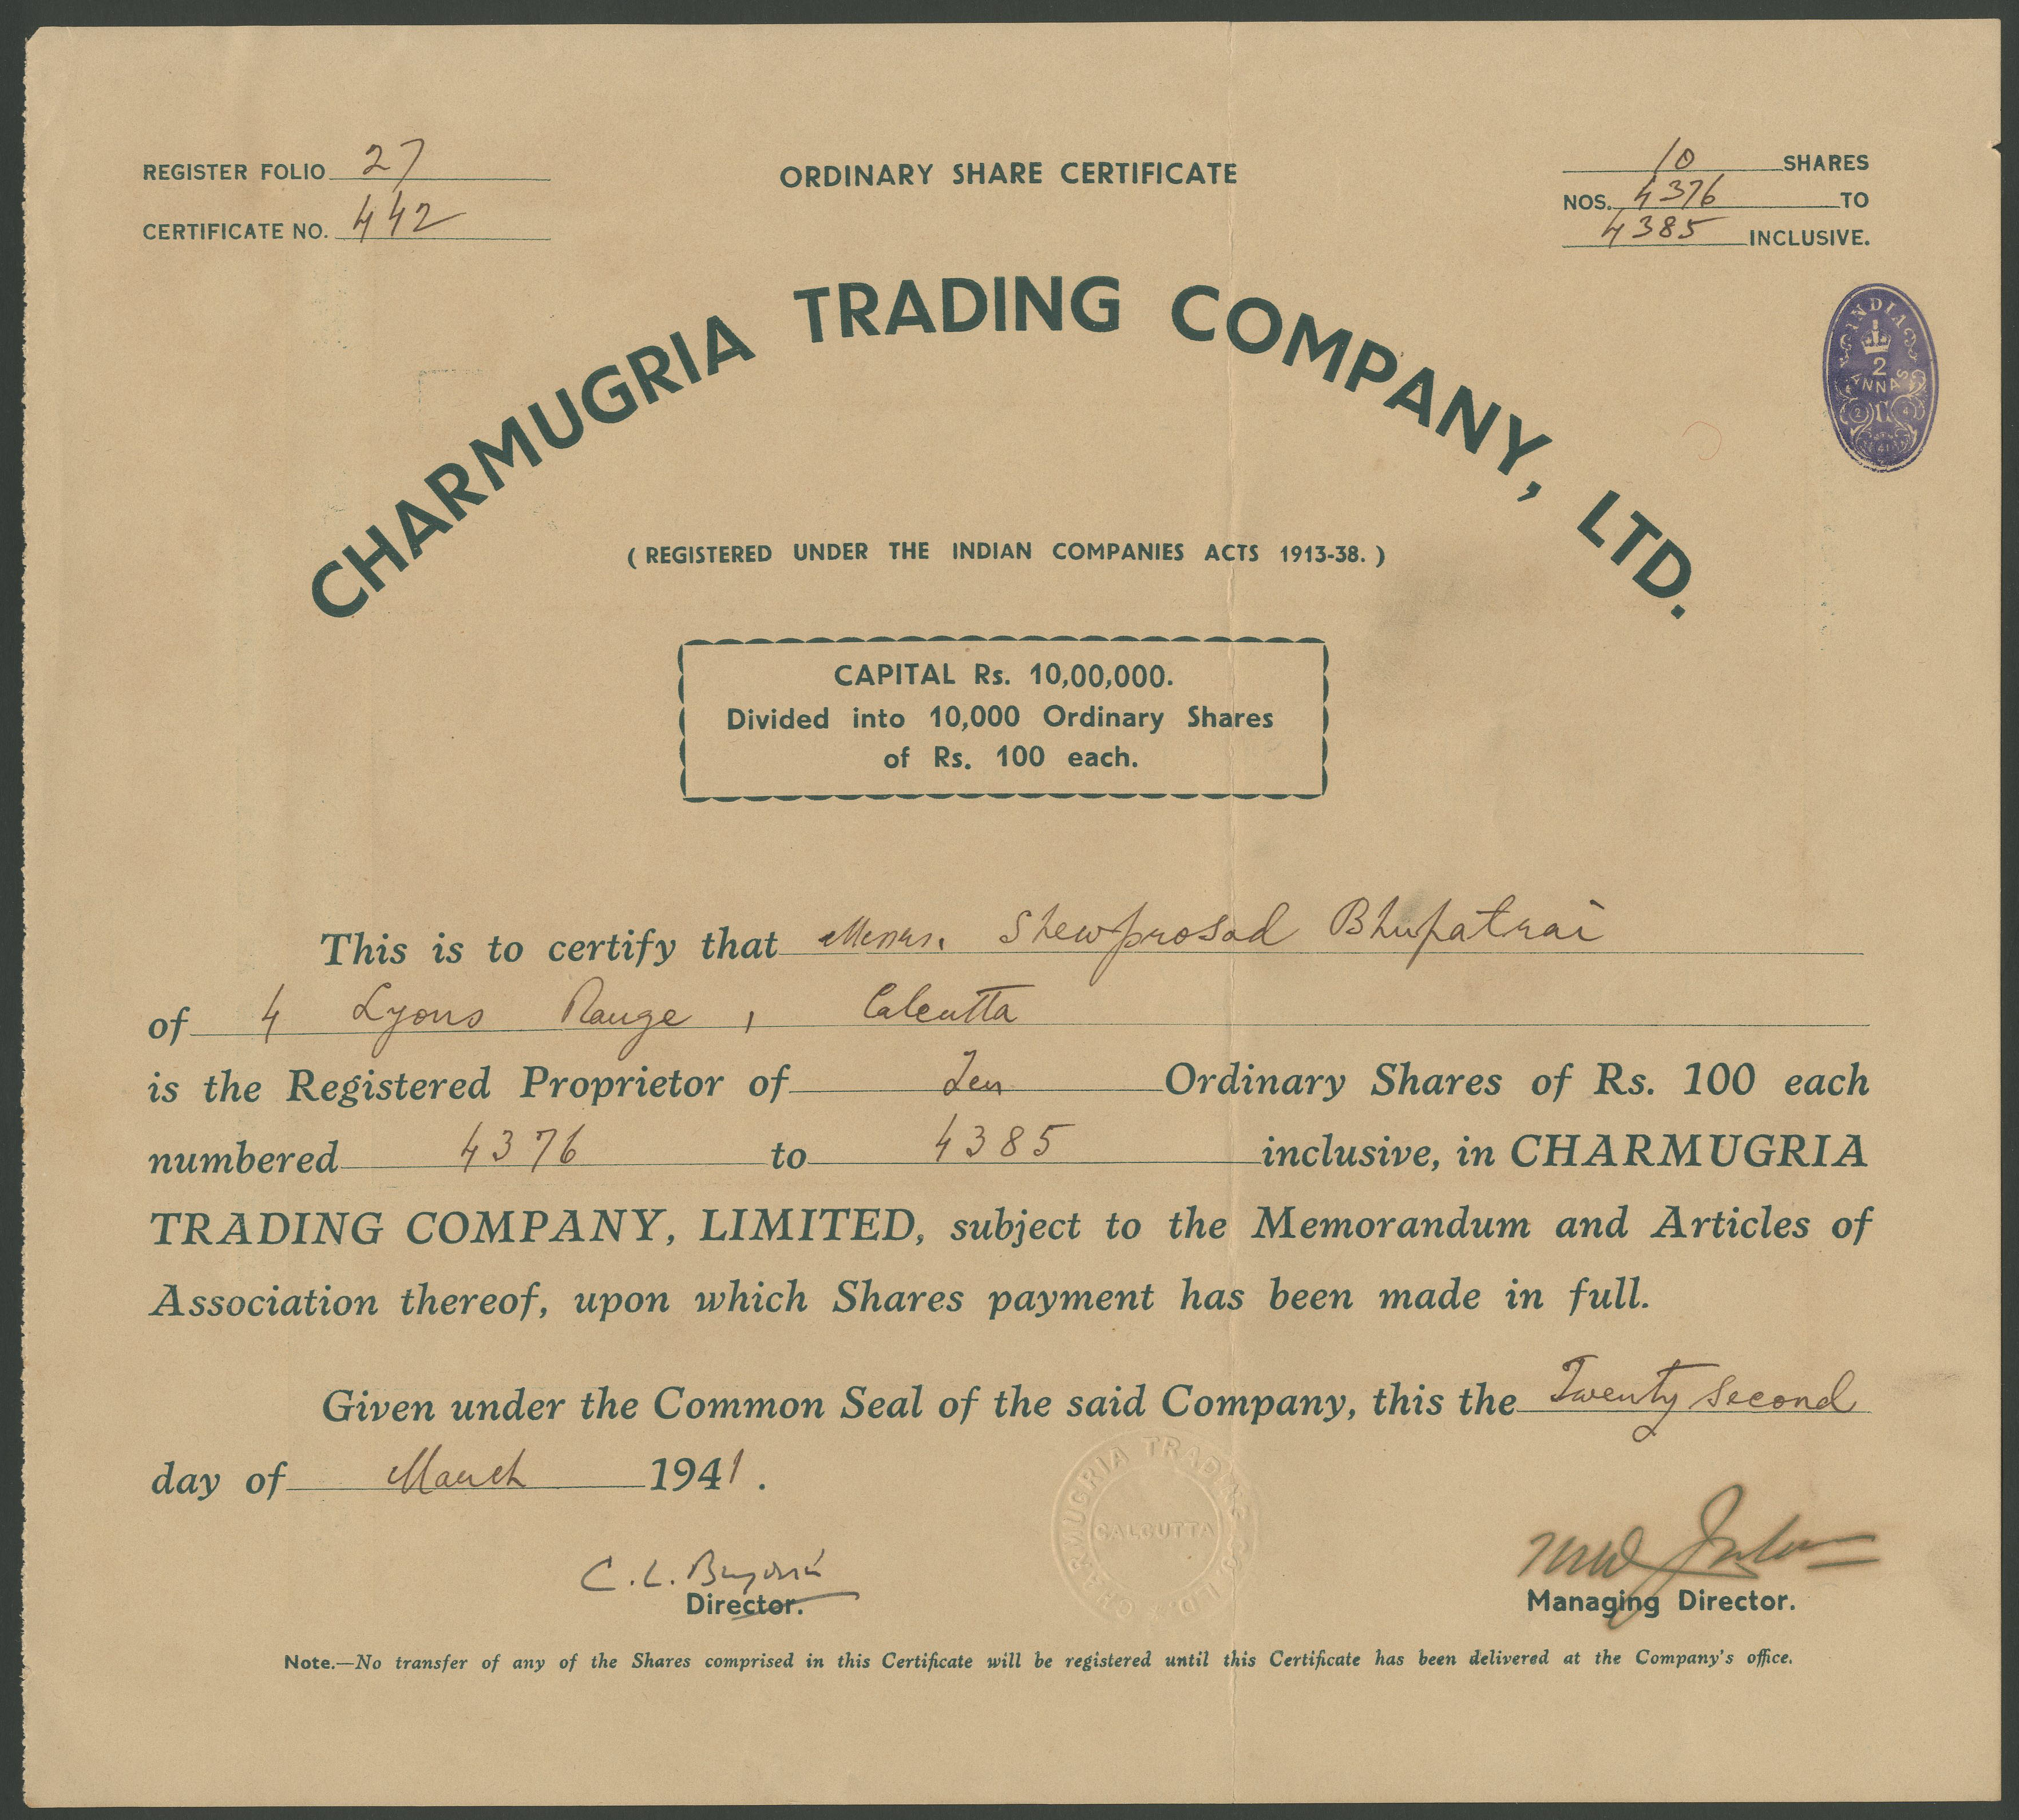 REGISTER FOLIO 27
CERTIFICATE NO. 442
ORDINARY SHARE CERTIFICATE
10 SHARES
NOS. 4376 TO
4385 INCLUSIVE.
CHARMUGRIA TRADING COMPANY, LTD.
INDIA
2
ANNAS
( REGISTERED UNDER THE INDIAN COMPANIES ACTS 1913-38. )
CAPITAL Rs. 10,00,000.
Divided into 10,000 Ordinary Shares
of Rs. 100 each.
This is to certify that Messrs. Shewprosad Bhupatrai
of 4 Lyons Range, Calcutta
is the Registered Proprietor of Ten Ordinary Shares of Rs. 100 each
numbered 4376 to 4385 inclusive, in CHARMUGRIA
TRADING COMPANY, LIMITED, subject to the Memorandum and Articles of
Association thereof, upon which Shares payment has been made in full.
Given under the Common Seal of the said Company, this the Twenty second
day of March 1941.
CHARMUGRIA TRADING CO. LD.
CALCUTTA
C. L.
Director.
Managing Director.
Note.—No transfer of any of the Shares comprised in this Certificate will be registered until this Certificate has been delivered at the Company's office.